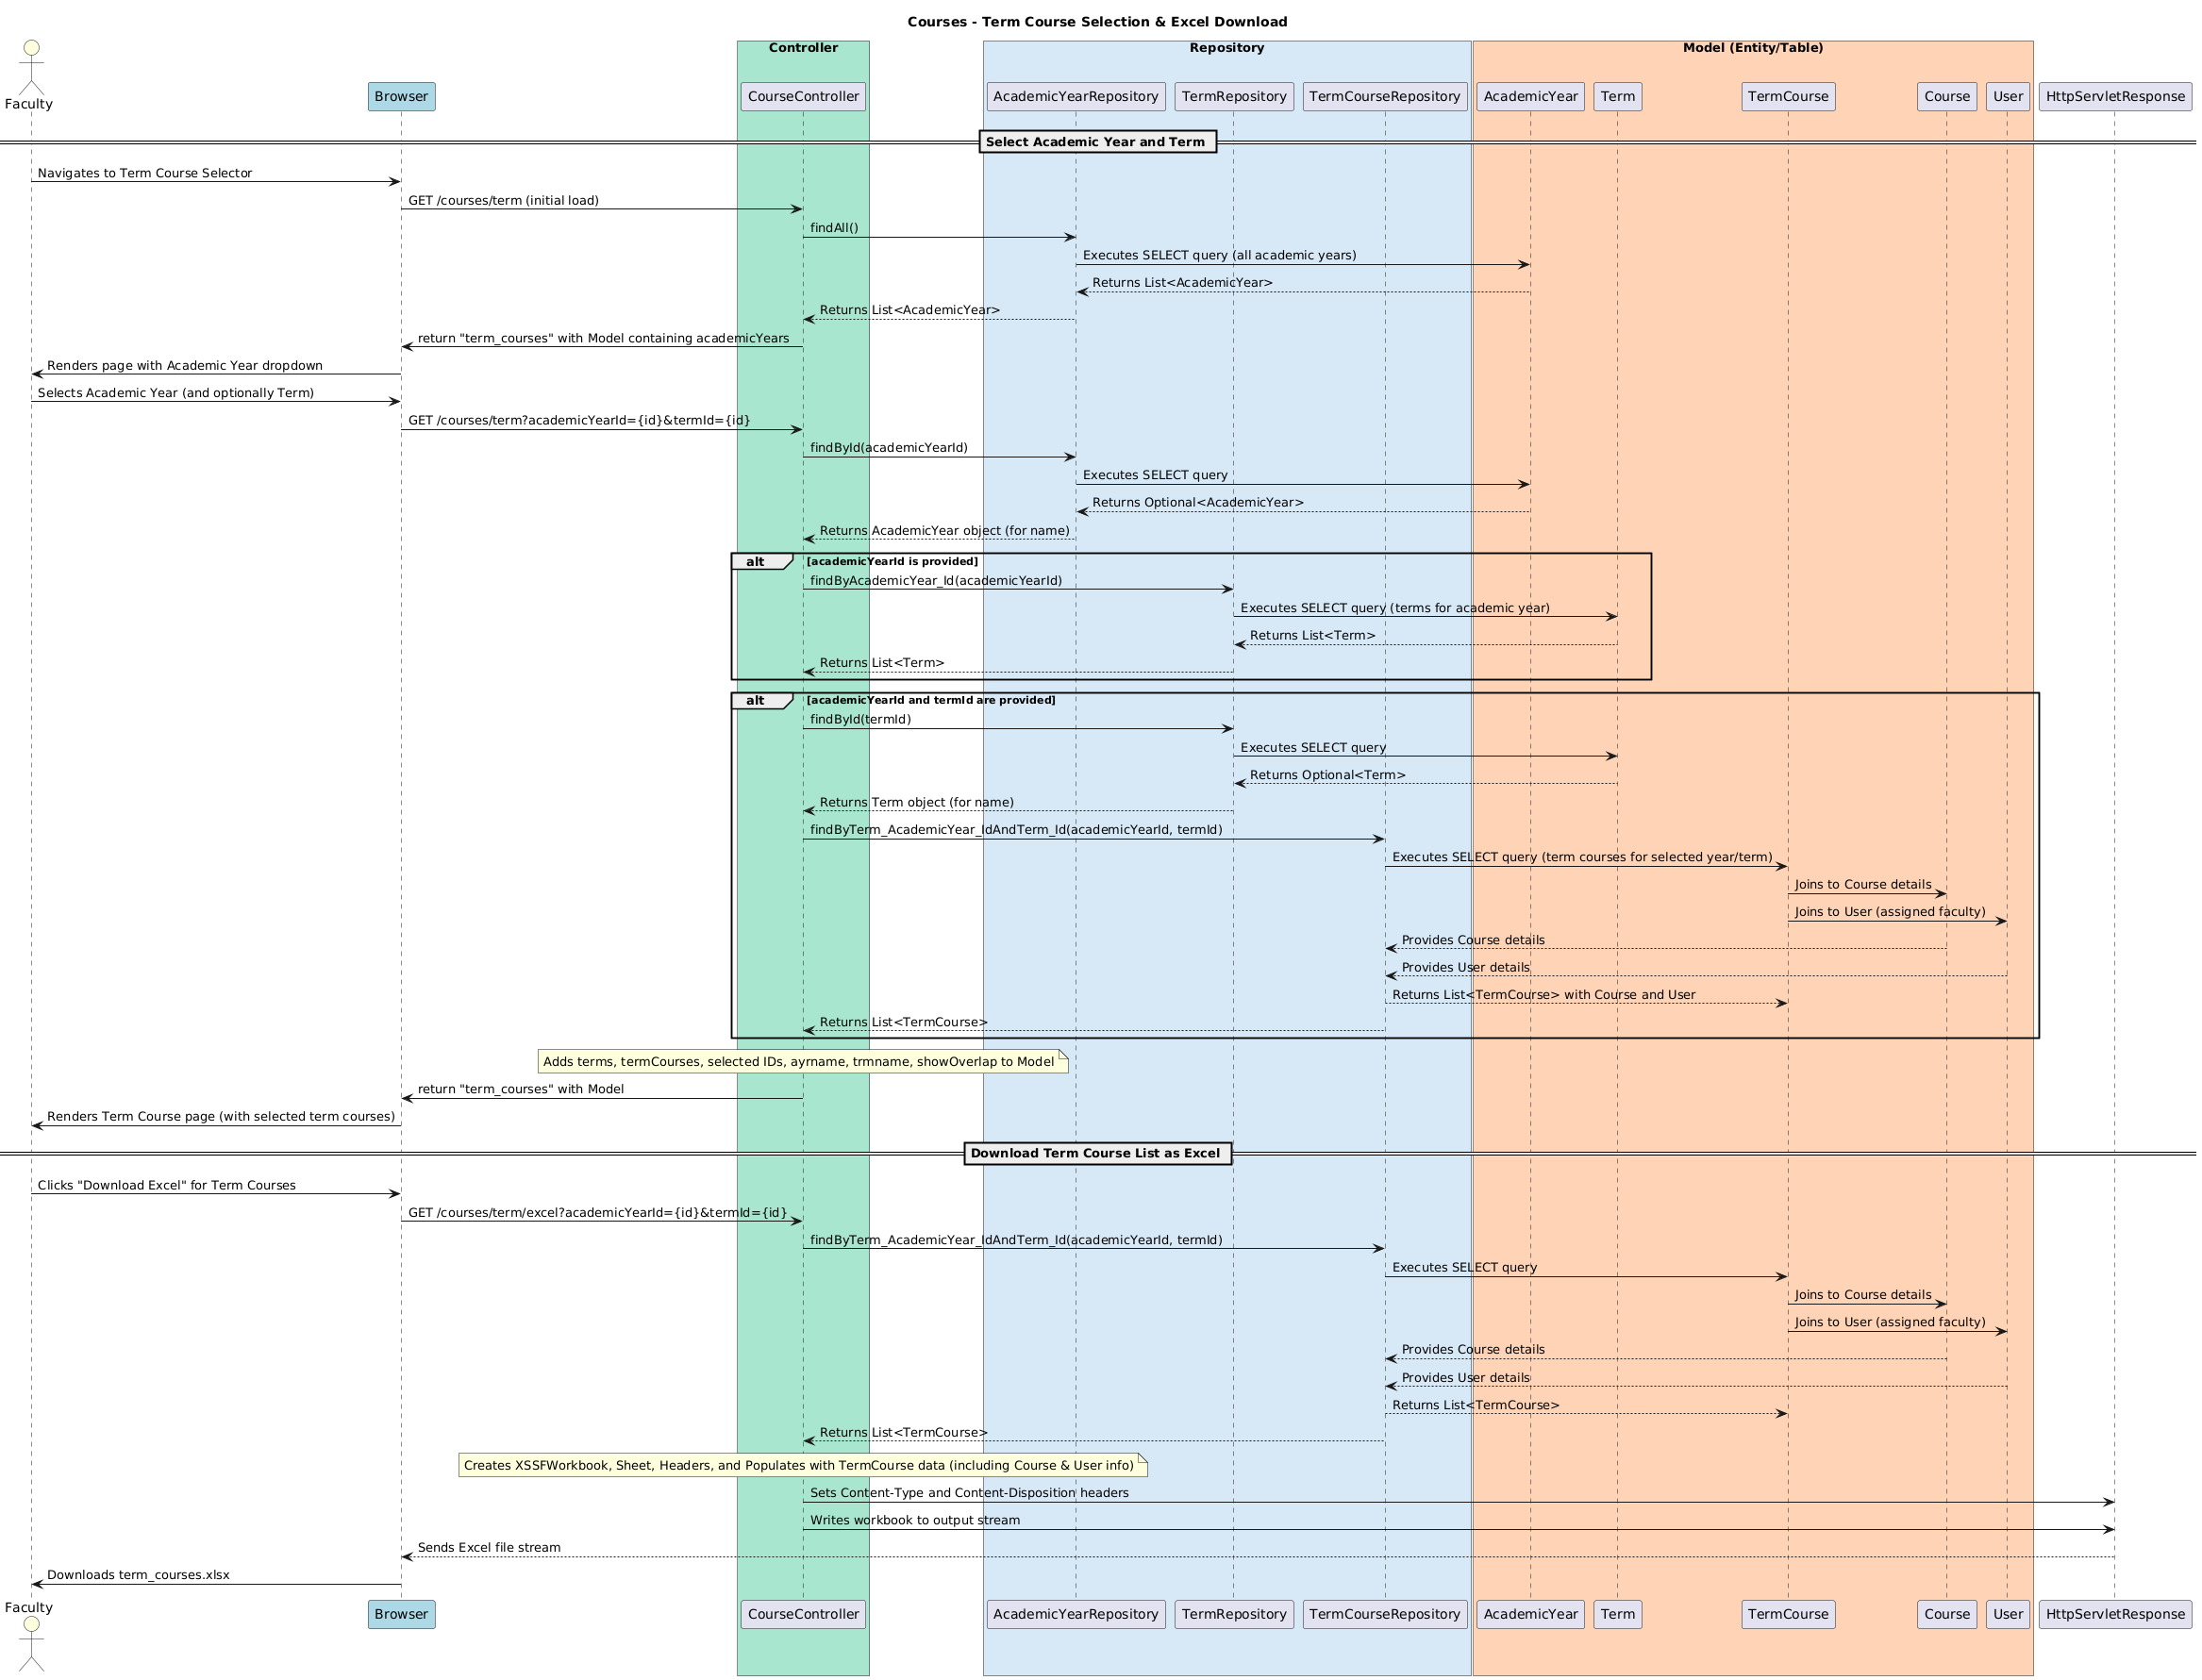 Courses - Term Course Selection & Excel Download
Controller
Repository
Model (Entity/Table)
Faculty
Browser
CourseController
AcademicYearRepository
TermRepository
TermCourseRepository
AcademicYear
Term
TermCourse
Course
User
HttpServletResponse
Select Academic Year and Term
Navigates to Term Course Selector
GET /courses/term (initial load)
findAll()
Executes SELECT query (all academic years)
Returns List<AcademicYear>
Returns List<AcademicYear>
return "term_courses" with Model containing academicYears
Renders page with Academic Year dropdown
Selects Academic Year (and optionally Term)
GET /courses/term?academicYearId={id}&termId={id}
findById(academicYearId)
Executes SELECT query
Returns Optional<AcademicYear>
Returns AcademicYear object (for name)
alt [academicYearId is provided]
findByAcademicYear_Id(academicYearId)
Executes SELECT query (terms for academic year)
Returns List<Term>
Returns List<Term>
alt [academicYearId and termId are provided]
findById(termId)
Executes SELECT query
Returns Optional<Term>
Returns Term object (for name)
findByTerm_AcademicYear_IdAndTerm_Id(academicYearId, termId)
Executes SELECT query (term courses for selected year/term)
Joins to Course details
Joins to User (assigned faculty)
Provides Course details
Provides User details
Returns List<TermCourse> with Course and User
Returns List<TermCourse>
Adds terms, termCourses, selected IDs, ayrname, trmname, showOverlap to Model
return "term_courses" with Model
Renders Term Course page (with selected term courses)
Download Term Course List as Excel
Clicks "Download Excel" for Term Courses
GET /courses/term/excel?academicYearId={id}&termId={id}
findByTerm_AcademicYear_IdAndTerm_Id(academicYearId, termId)
Executes SELECT query
Joins to Course details
Joins to User (assigned faculty)
Provides Course details
Provides User details
Returns List<TermCourse>
Returns List<TermCourse>
Creates XSSFWorkbook, Sheet, Headers, and Populates with TermCourse data (including Course & User info)
Sets Content-Type and Content-Disposition headers
Writes workbook to output stream
Sends Excel file stream
Downloads term_courses.xlsx
Faculty
Browser
CourseController
AcademicYearRepository
TermRepository
TermCourseRepository
AcademicYear
Term
TermCourse
Course
User
HttpServletResponse